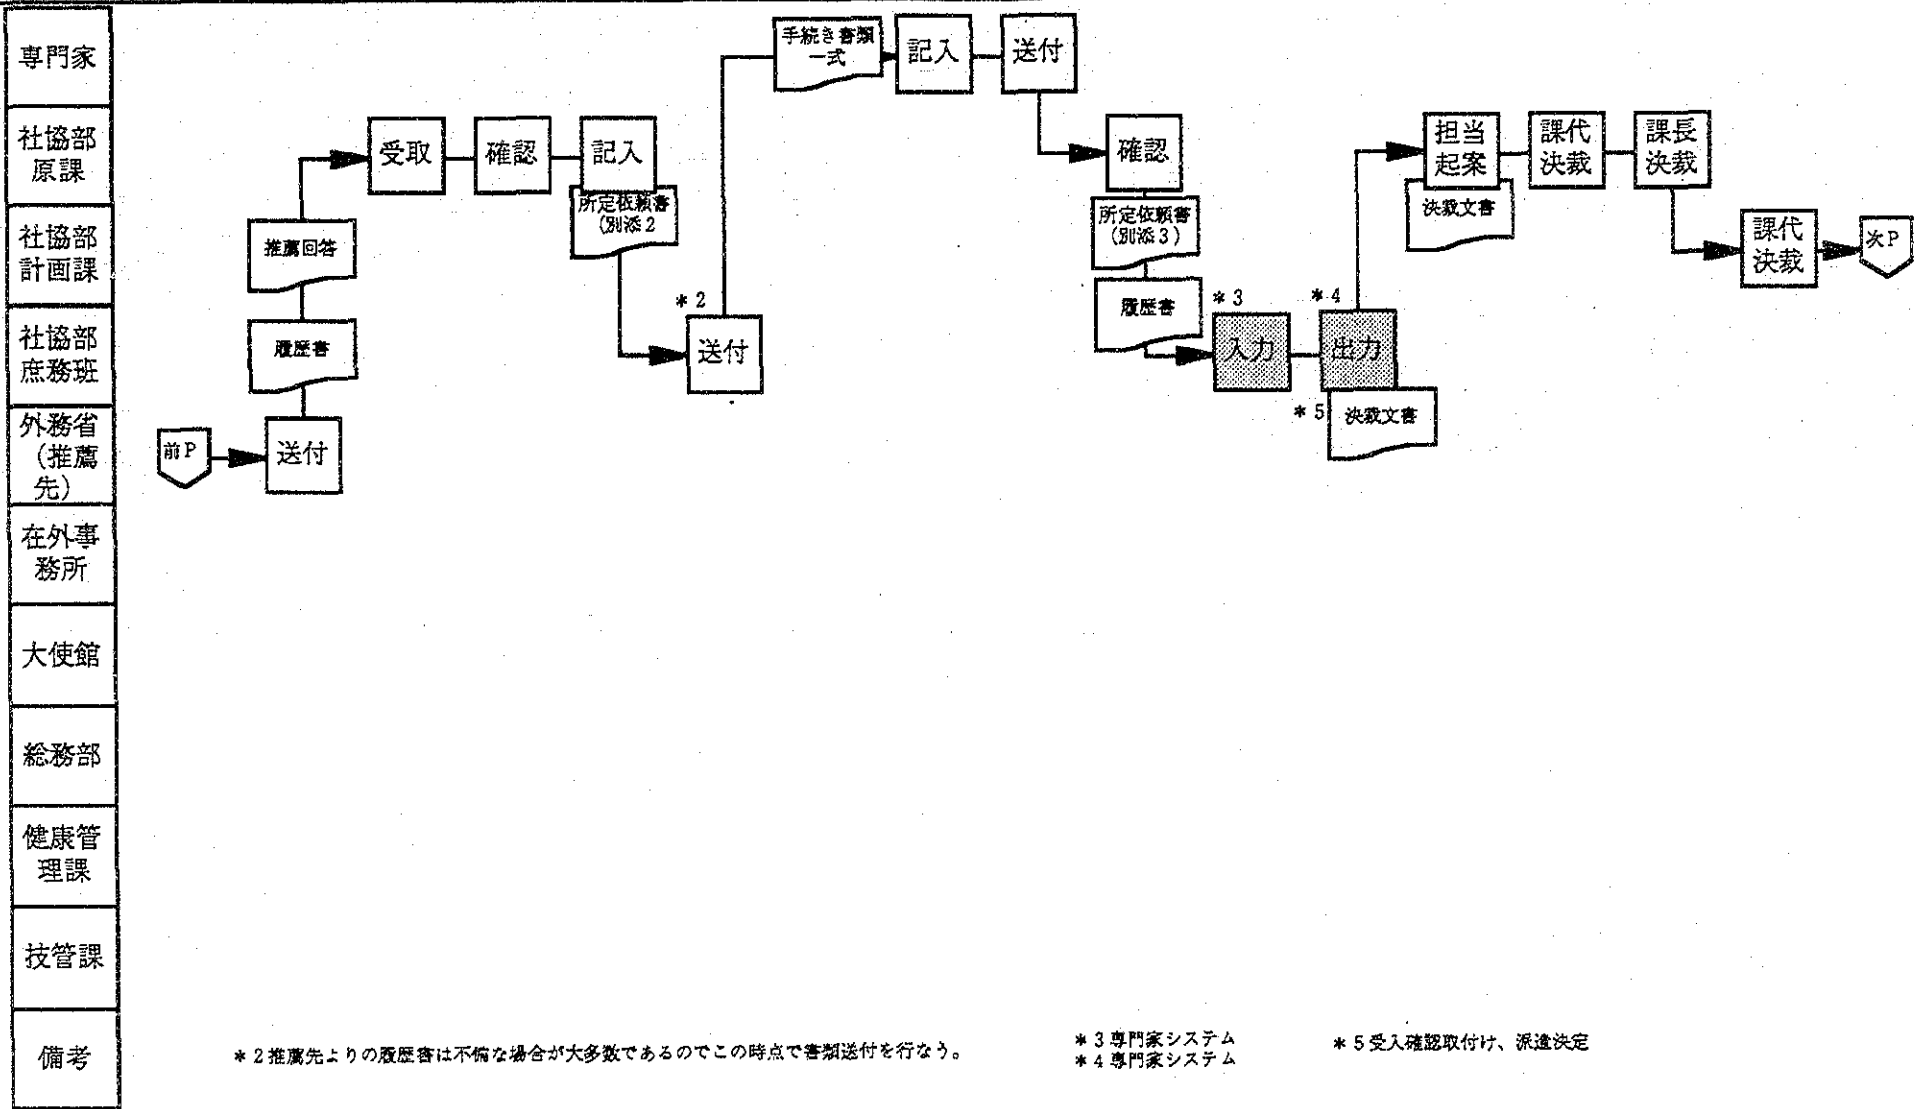 専門家
社協部
原課
社協部
計画課
社協部
庶務班
外務省
(推薦
先)
在外事
務所
大使館
総務部
健康管
理課
技管課
備考
前P
送付
履歴書
推薦回答
受取
確認
記入
所定依頼書
(別添2
*2
送付
手続き書類
一式
記入
送付
確認
所定依頼書
(別添3)
履歴書
*3
入力
*4
出力
*5
決裁文書
担当
起案
決裁文書
課代
決裁
課長
決裁
課代
決裁
次P
*2推薦先よりの履歴書は不備な場合が大多数であるのでこの時点で書類送付を行なう。
*3専門家システム
*4専門家システム
*5受入確認取付け、派遣決定